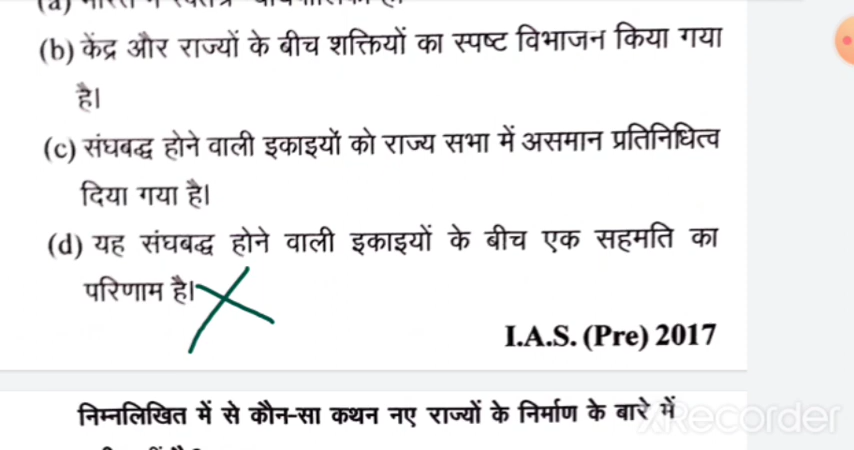 (b) केंद्र और राज्यों के बीच शक्तियों का स्पष्ट विभाजन किया गया
है।
(c) संघबद्ध होने वाली इकाइयों को राज्य सभा में असमान प्रतिनिधित्व
दिया गया है।
(d) यह संघबद्ध होने वाली इकाइयों के बीच एक सहमति का
परिणाम है।
I.A.S. (Pre) 2017
निम्नलिखित में से कौन-सा कथन नए राज्यों के निर्माण के बारे में
XRecorder